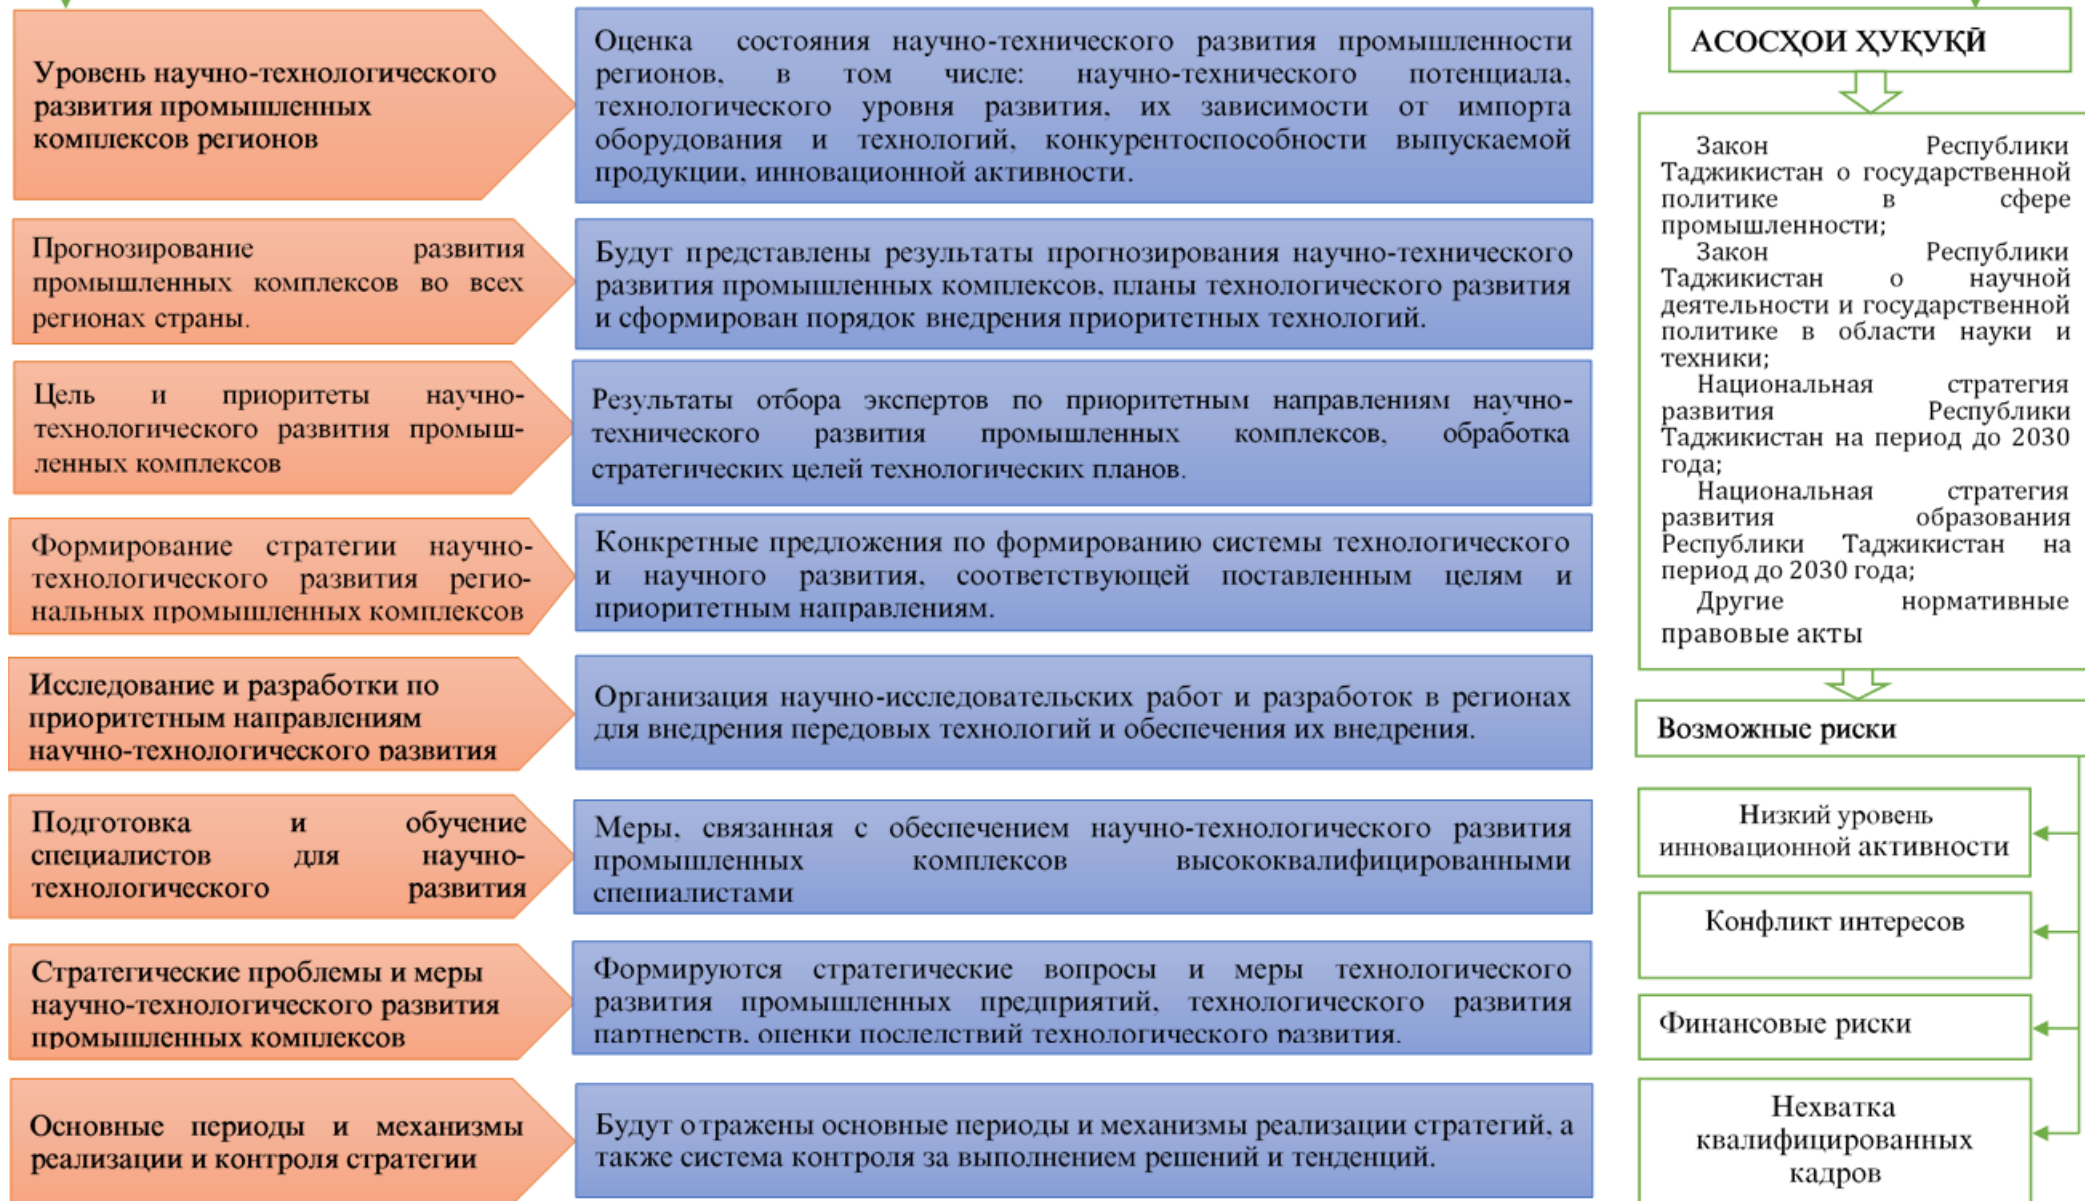 Уровень научно-технологического
развития промышленных
комплексов регионов
Оценка состояния научно-технического развития промышленности
регионов, в том числе: научно-технического потенциала,
технологического уровня развития, их зависимости от импорта
оборудования и технологий, конкурентоспособности выпускаемой
продукции, инновационной активности.
Прогнозирование развития
промышленных комплексов во всех
регионах страны.
Будут представлены результаты прогнозирования научно-технического
развития промышленных комплексов, планы технологического развития
и сформирован порядок внедрения приоритетных технологий.
Цель и приоритеты научно-
технологического развития промыш-
ленных комплексов
Результаты отбора экспертов по приоритетным направлениям научно-
технического развития промышленных комплексов, обработка
стратегических целей технологических планов.
Формирование стратегии научно-
технологического развития регио-
нальных промышленных комплексов
Конкретные предложения по формированию системы технологического
и научного развития, соответствующей поставленным целям и
приоритетным направлениям.
Исследование и разработки по
приоритетным направлениям
научно-технологического развития
Организация научно-исследовательских работ и разработок в регионах
для внедрения передовых технологий и обеспечения их внедрения.
Подготовка и обучение
специалистов для научно-
технологического развития
Меры, связанная с обеспечением научно-технологического развития
промышленных комплексов высококвалифицированными
специалистами
Стратегические проблемы и меры
научно-технологического развития
промышленных комплексов
Формируются стратегические вопросы и меры технологического
развития промышленных предприятий, технологического развития
партнерств, оценки последствий технологического развития.
Основные периоды и механизмы
реализации и контроля стратегии
Будут отражены основные периоды и механизмы реализации стратегий, а
также система контроля за выполнением решений и тенденций.
АСОСҲОИ ҲУҚУҚӢ
Закон Республики
Таджикистан о государственной
политике в сфере
промышленности;
Закон Республики
Таджикистан о научной
деятельности и государственной
политике в области науки и
техники;
Национальная стратегия
развития Республики
Таджикистан на период до 2030
года;
Национальная стратегия
развития образования
Республики Таджикистан на
период до 2030 года;
Другие нормативные
правовые акты
Возможные риски
Низкий уровень
инновационной активности
Конфликт интересов
Финансовые риски
Нехватка
квалифицированных
кадров